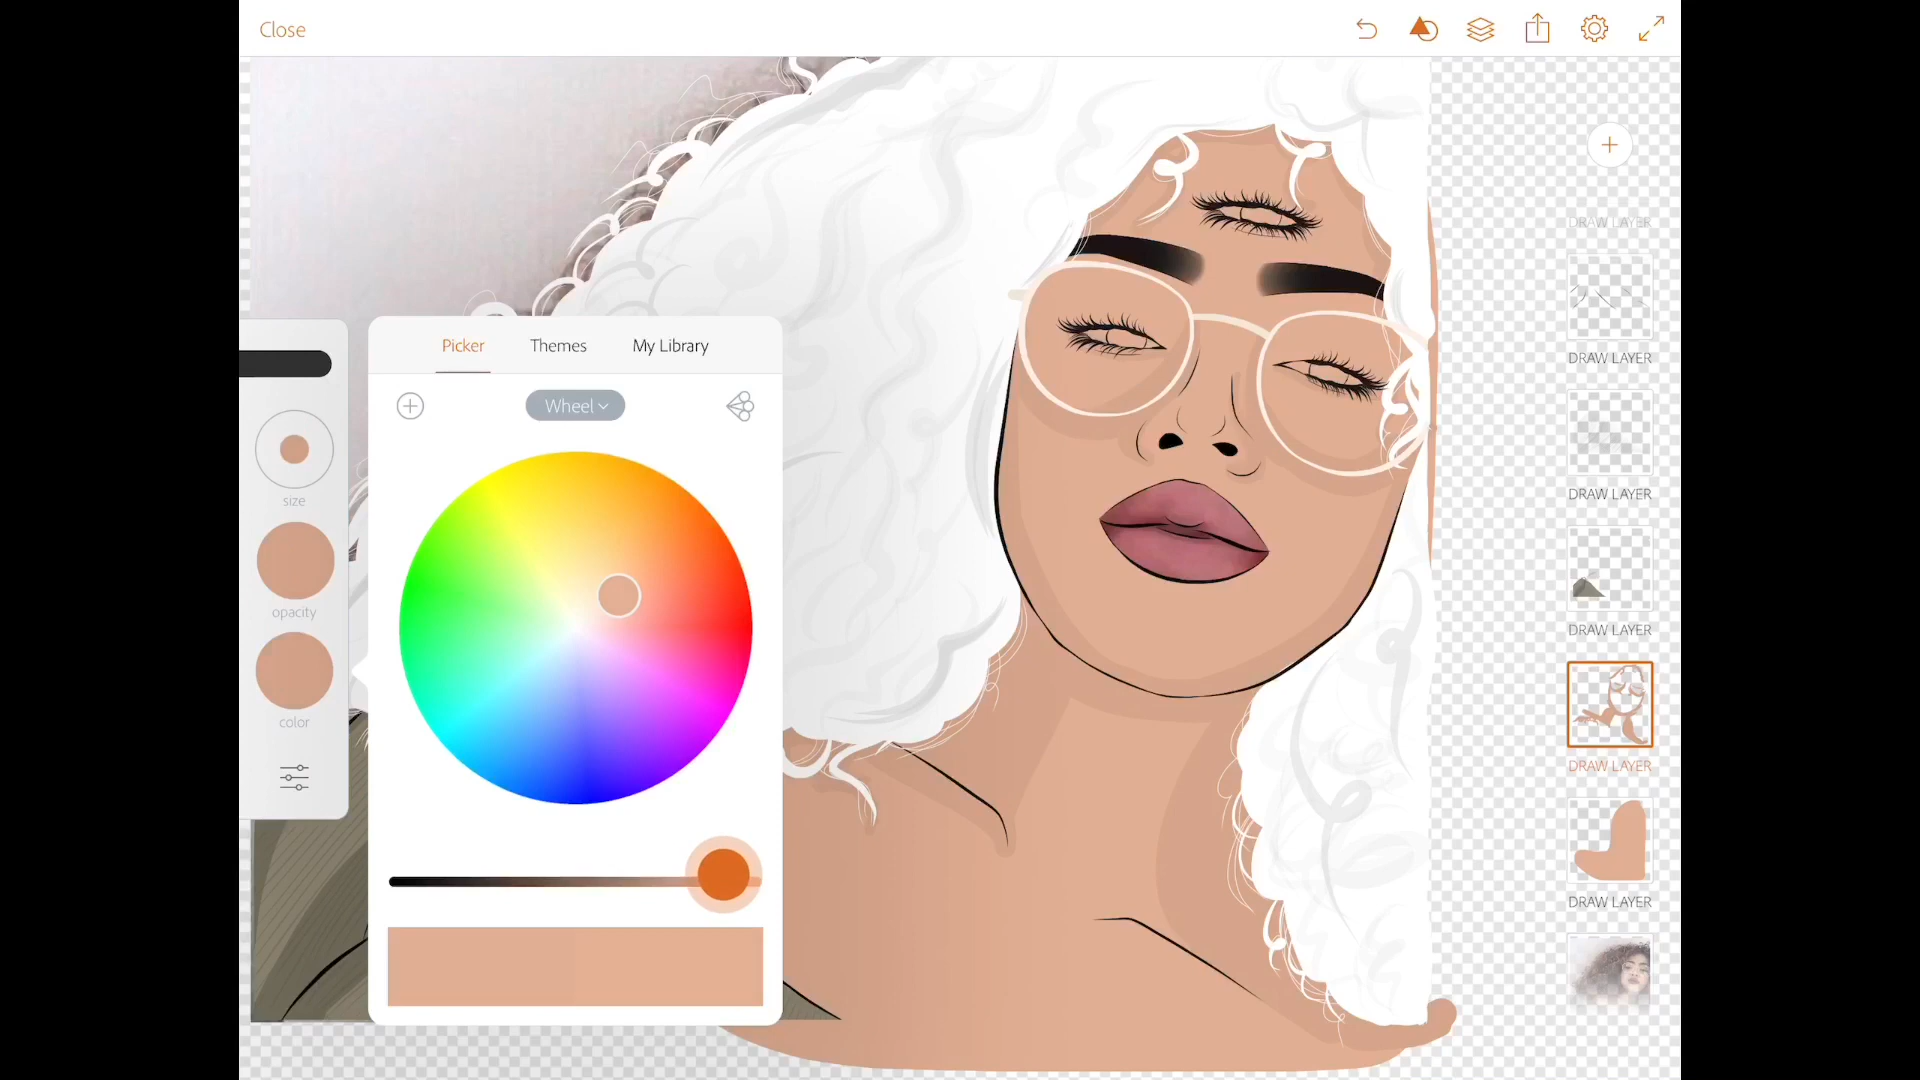 Close
DRAW LAYER
Picker Themes My Library
DRAW LAYER
Wheel
DRAW LAYER
size
opacity
DRAW LAYER
color
DRAW LAYER
DRAW LAYER